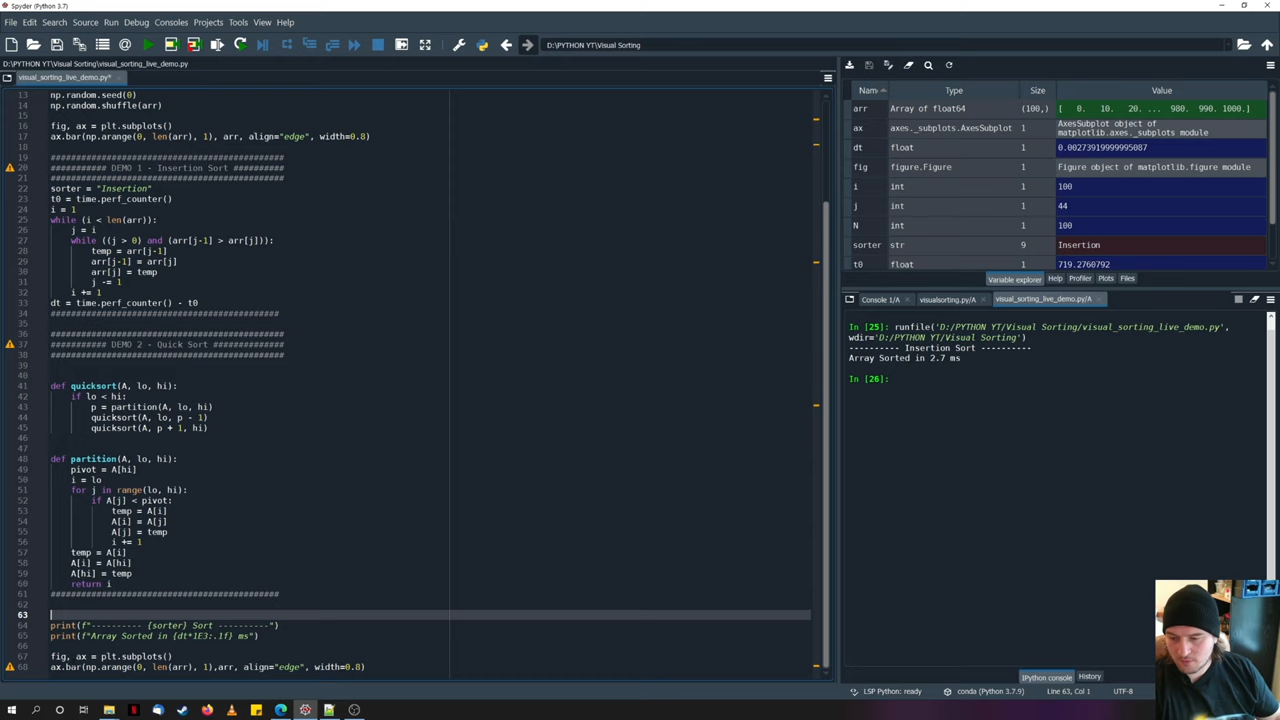 Spyder (Python 3.7)
File Edit Search Source Run Debug Consoles Projects Tools View Help
D:\PYTHON YT\Visual Sorting
D:\PYTHON YT\Visual Sorting\visual_sorting_live_demo.py
visual_sorting_live_demo.py*
13 np.random.seed(0)
14 np.random.shuffle(arr)
15
16 fig, ax = plt.subplots()
17 ax.bar(np.arange(0, len(arr), 1), arr, align="edge", width=0.8)
18
19 #############################################
20 ########### DEMO 1 - Insertion Sort ##########
21 #############################################
22 sorter = "Insertion"
23 t0 = time.perf_counter()
24 i = 1
25 while (i < len(arr)):
26 j = i
27 while ((j > 0) and (arr[j-1] > arr[j])):
28 temp = arr[j-1]
29 arr[j-1] = arr[j]
30 arr[j] = temp
31 j -= 1
32 i += 1
33 dt = time.perf_counter() - t0
34 ############################################
35
36 #############################################
37 ########### DEMO 2 - Quick Sort ##############
38 #############################################
39
40
41 def quicksort(A, lo, hi):
42 if lo < hi:
43 p = partition(A, lo, hi)
44 quicksort(A, lo, p - 1)
45 quicksort(A, p + 1, hi)
46
47
48 def partition(A, lo, hi):
49 pivot = A[hi]
50 i = lo
51 for j in range(lo, hi):
52 if A[j] < pivot:
53 temp = A[i]
54 A[i] = A[j]
55 A[j] = temp
56 i += 1
57 temp = A[i]
58 A[i] = A[hi]
59 A[hi] = temp
60 return i
61 ############################################
62
63
64 print(f"---------- {sorter} Sort ----------")
65 print(f"Array Sorted in {dt*1E3:.1f} ms")
66
67 fig, ax = plt.subplots()
68 ax.bar(np.arange(0, len(arr), 1),arr, align="edge", width=0.8)
Name Type Size Value
arr Array of float64 (100,) [ 0. 10. 20. ... 980. 990. 1000.]
ax axes._subplots.AxesSubplot 1 AxesSubplot object of matplotlib.axes._subplots module
dt float 1 0.00273919999995087
fig figure.Figure 1 Figure object of matplotlib.figure module
i int 1 100
j int 1 44
N int 1 100
sorter str 9 Insertion
t0 float 1 719.2760792
Variable explorer Help Profiler Plots Files
Console 1/A visualsorting.py/A visual_sorting_live_demo.py/A
In [25]: runfile('D:/PYTHON YT/Visual Sorting/visual_sorting_live_demo.py',
wdir='D:/PYTHON YT/Visual Sorting')
---------- Insertion Sort ----------
Array Sorted in 2.7 ms
In [26]:
IPython console History
LSP Python: ready conda (Python 3.7.9) Line 63, Col 1 UTF-8